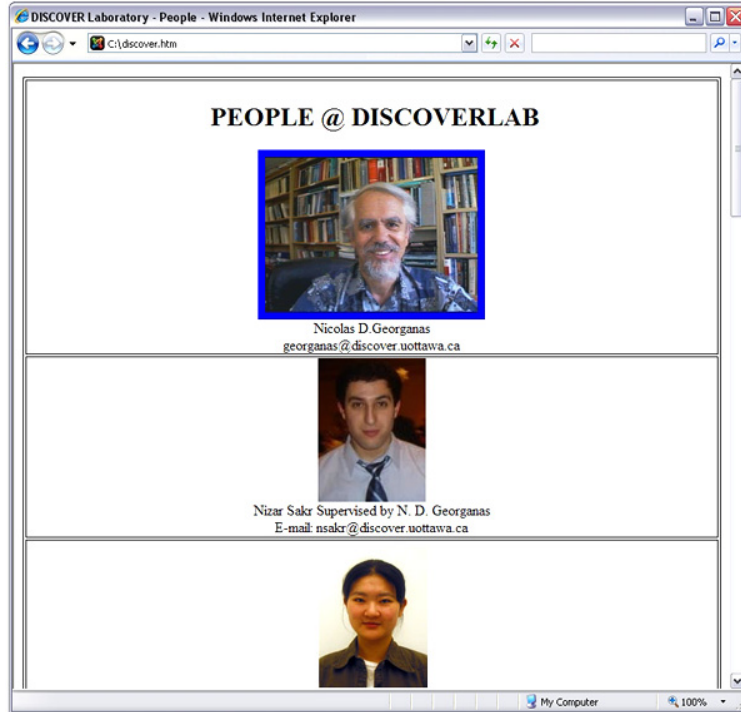 DISCOVER Laboratory - People - Windows Internet Explorer
C:\discover.htm
PEOPLE @ DISCOVERLAB
Nicolas D.Georganas
georganas@discover.uottawa.ca
Nizar Sakr Supervised by N. D. Georganas
E-mail: nsakr@discover.uottawa.ca
My Computer
100%